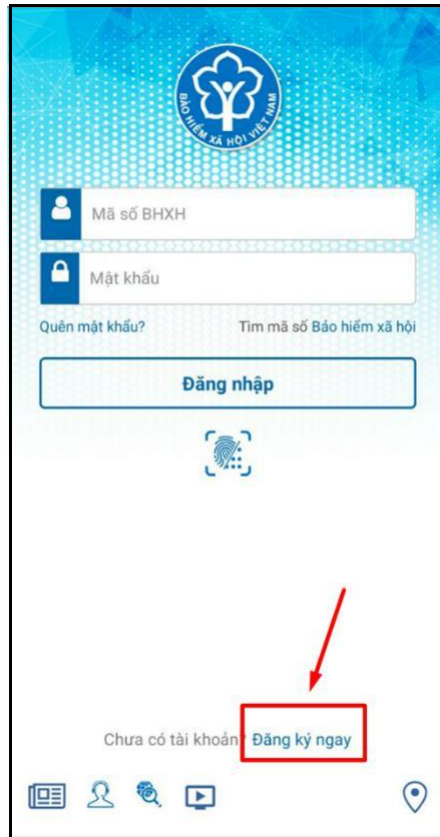 BẢO HIỂM XÃ HỘI VIỆT NAM
Mã số BHXH
Mật khẩu
Quên mật khẩu? Tìm mã số Bảo hiểm xã hội
Đăng nhập
Chưa có tài khoản? Đăng ký ngay